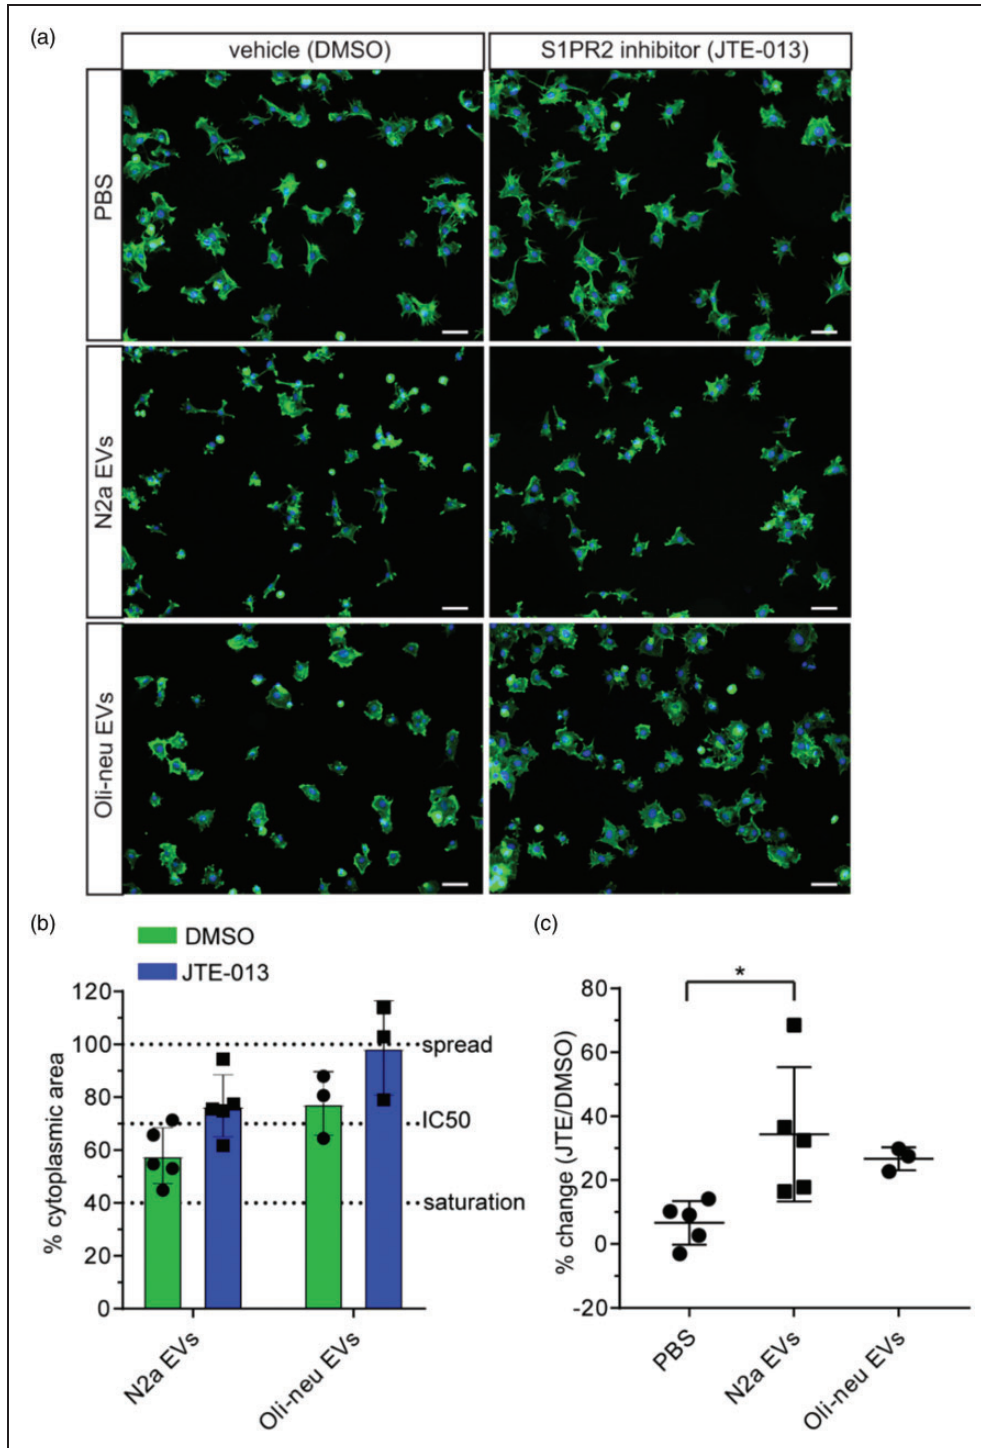 (a)
vehicle (DMSO)
S1PR2 inhibitor (JTE-013)
PBS
N2a EVs
Oli-neu EVs
(b)
DMSO
JTE-013
% cytoplasmic area
120
100
80
60
40
20
0
spread
IC50
saturation
N2a EVs
Oli-neu EVs
(c)
% change (JTE/DMSO)
80
60
40
20
0
-20
*
PBS
N2a EVs
Oli-neu EVs